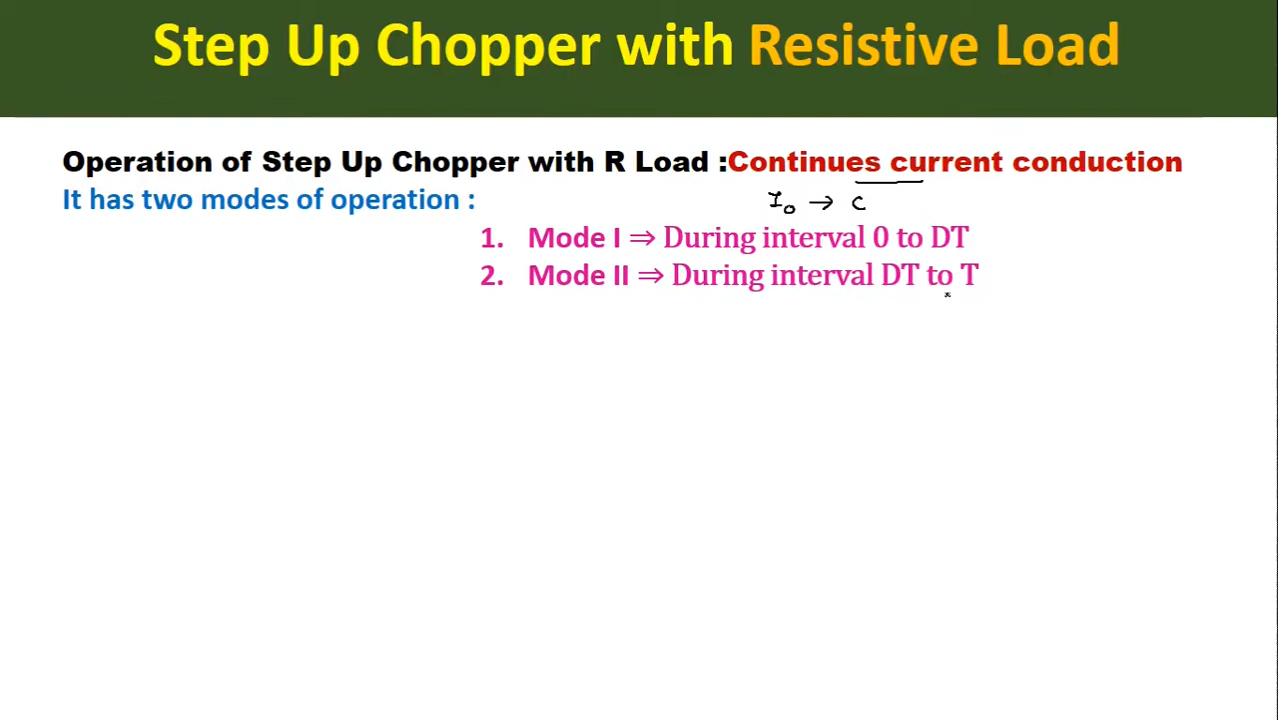 Step Up Chopper with Resistive Load
Operation of Step Up Chopper with R Load :Continues current conduction
It has two modes of operation :
I₀ → C
1. Mode I ⇒ During interval 0 to DT
2. Mode II ⇒ During interval DT to T